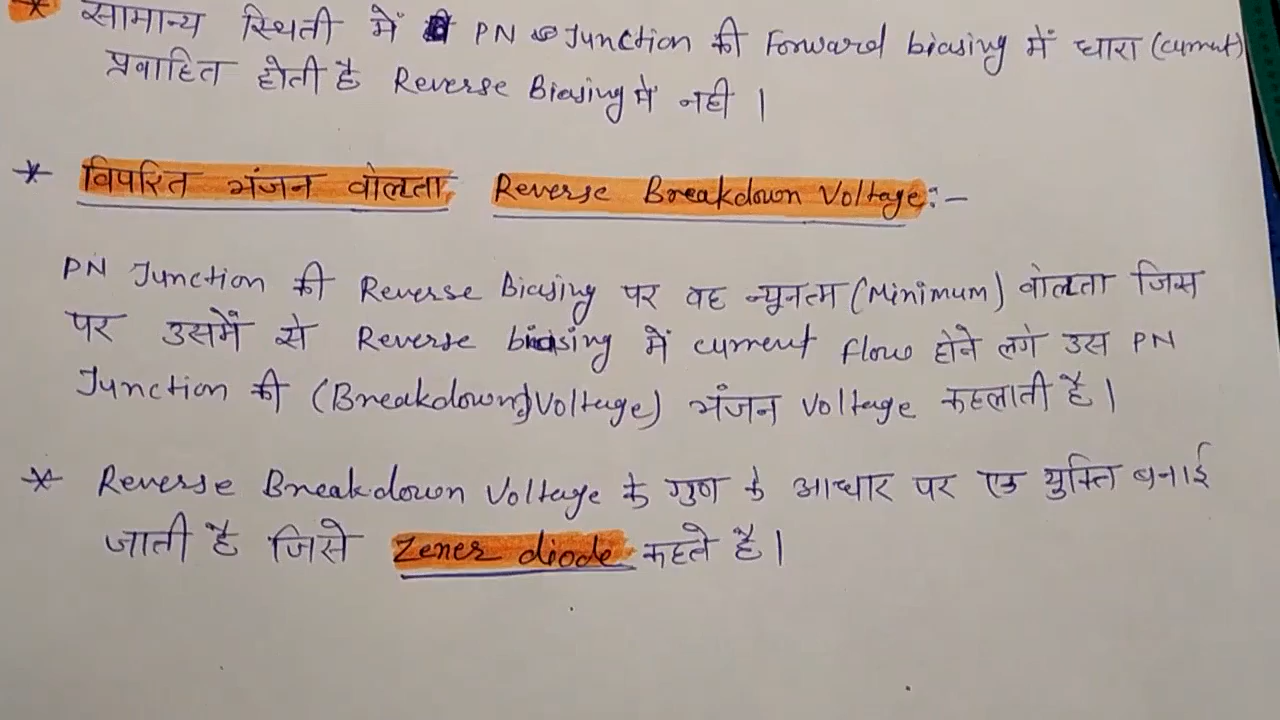 * सामान्य स्थिती में PN Junction की Forward biasing में धारा (current)
प्रवाहित होती है Reverse Biasing में नही ।
* विपरित भंजन वोल्टता Reverse Breakdown Voltage:-
PN Junction की Reverse Biasing पर वह न्यूनत्म (Minimum) वोल्टता जिस
पर उसमें से Reverse biasing में current flow होने लगे उस PN
Junction की (Breakdown Voltage) भंजन voltage कहलाती है ।
* Reverse Breakdown Voltage के गुण के आधार पर एक युक्ति बनाई
जाती है जिसे Zener diode कहते है ।